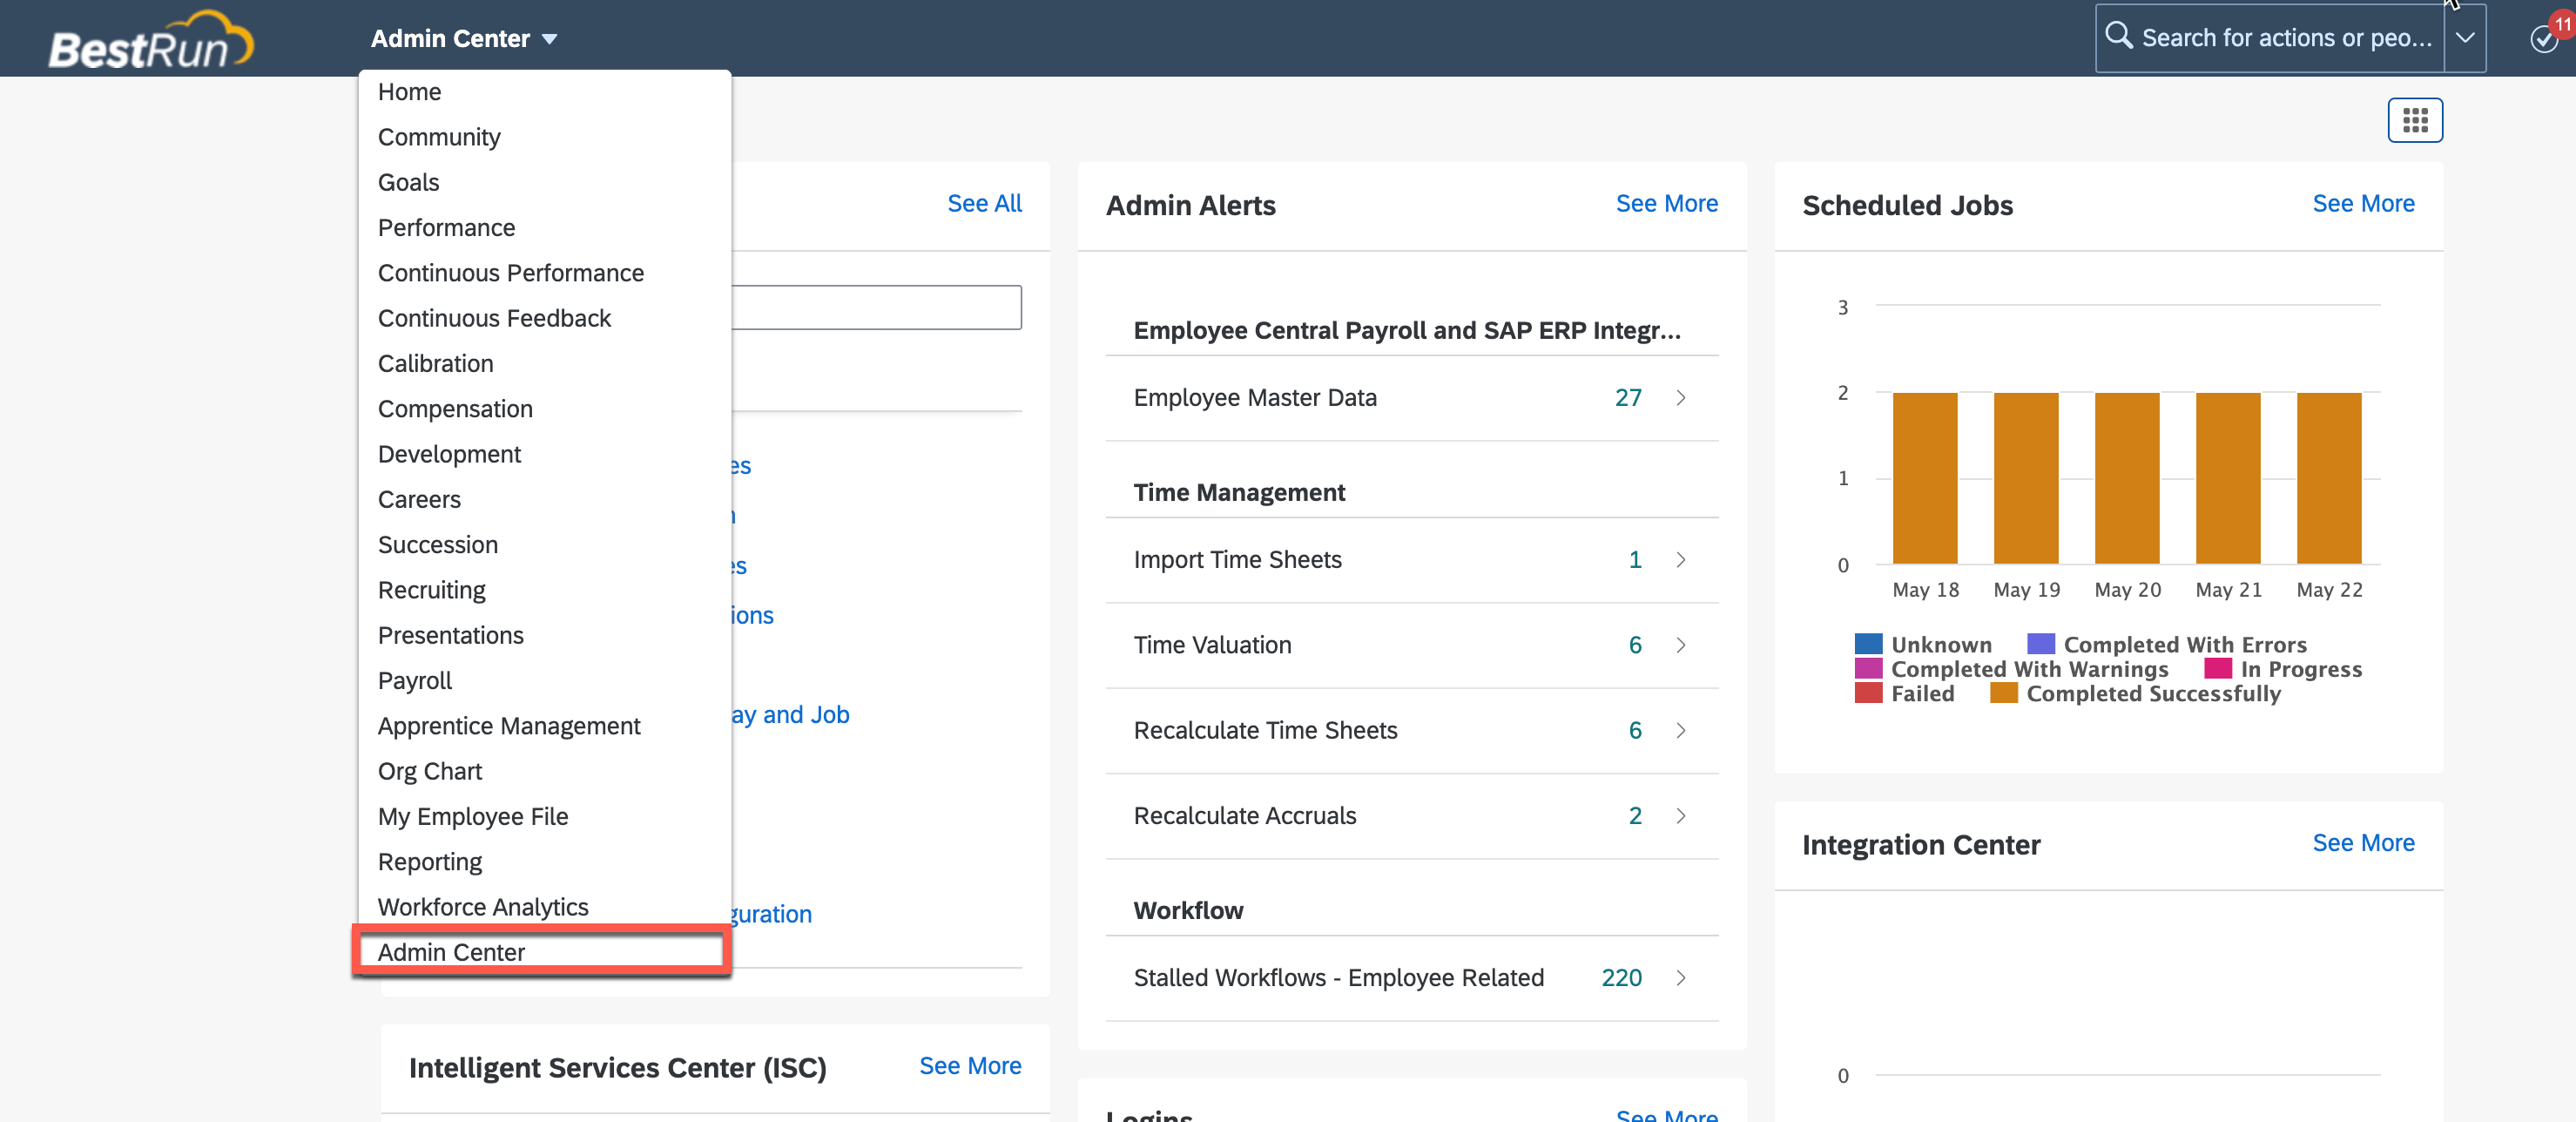 BestRun
Admin Center
Search for actions or peo...
11
Home
Community
Goals
Performance
Continuous Performance
Continuous Feedback
Calibration
Compensation
Development
Careers
Succession
Recruiting
Presentations
Payroll
Apprentice Management
Org Chart
My Employee File
Reporting
Workforce Analytics
Admin Center
See All
es
es
ions
ay and Job
guration
Intelligent Services Center (ISC)
See More
Admin Alerts
See More
Employee Central Payroll and SAP ERP Integr...
Employee Master Data 27
Time Management
Import Time Sheets 1
Time Valuation 6
Recalculate Time Sheets 6
Recalculate Accruals 2
Workflow
Stalled Workflows - Employee Related 220
Logins
See More
Scheduled Jobs
See More
3
2
1
0
May 18 May 19 May 20 May 21 May 22
Unknown Completed With Errors
Completed With Warnings In Progress
Failed Completed Successfully
Integration Center
See More
0